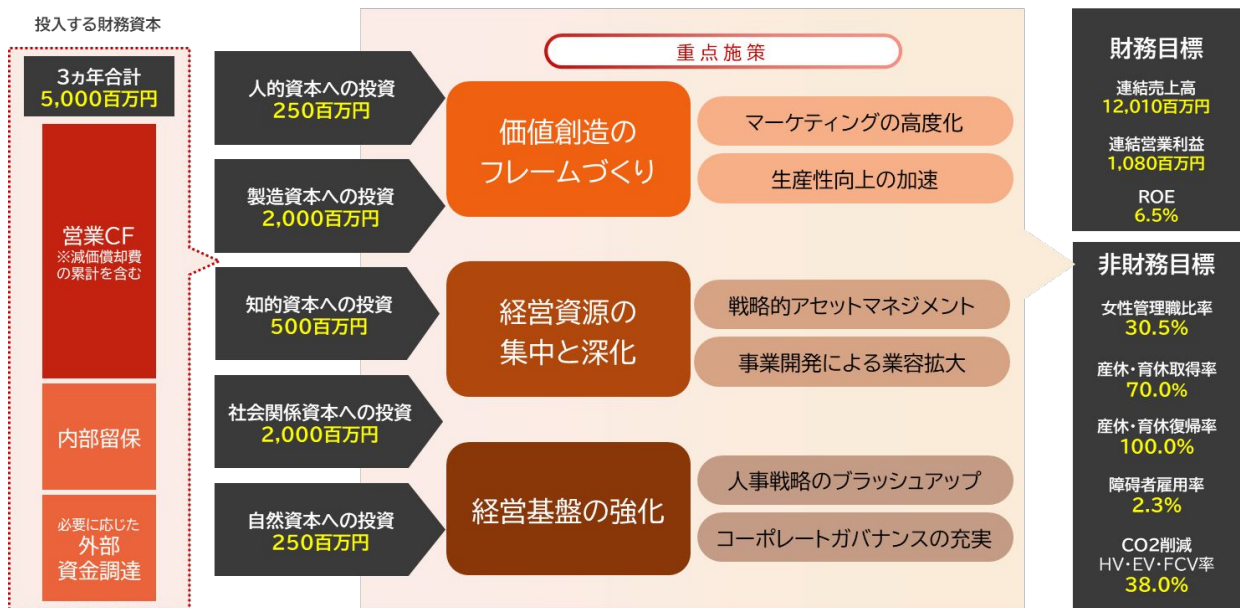 投入する財務資本
3ヵ年合計
5,000百万円
営業CF
※減価償却費
の累計を含む
内部留保
必要に応じた
外部
資金調達
人的資本への投資
250百万円
製造資本への投資
2,000百万円
知的資本への投資
500百万円
社会関係資本への投資
2,000百万円
自然資本への投資
250百万円
重点施策
価値創造の
フレームづくり
マーケティングの高度化
生産性向上の加速
経営資源の
集中と深化
戦略的アセットマネジメント
事業開発による業容拡大
経営基盤の強化
人事戦略のブラッシュアップ
コーポレートガバナンスの充実
財務目標
連結売上高
12,010百万円
連結営業利益
1,080百万円
ROE
6.5%
非財務目標
女性管理職比率
30.5%
産休・育休取得率
70.0%
産休・育休復帰率
100.0%
障碍者雇用率
2.3%
CO2削減
HV・EV・FCV率
38.0%